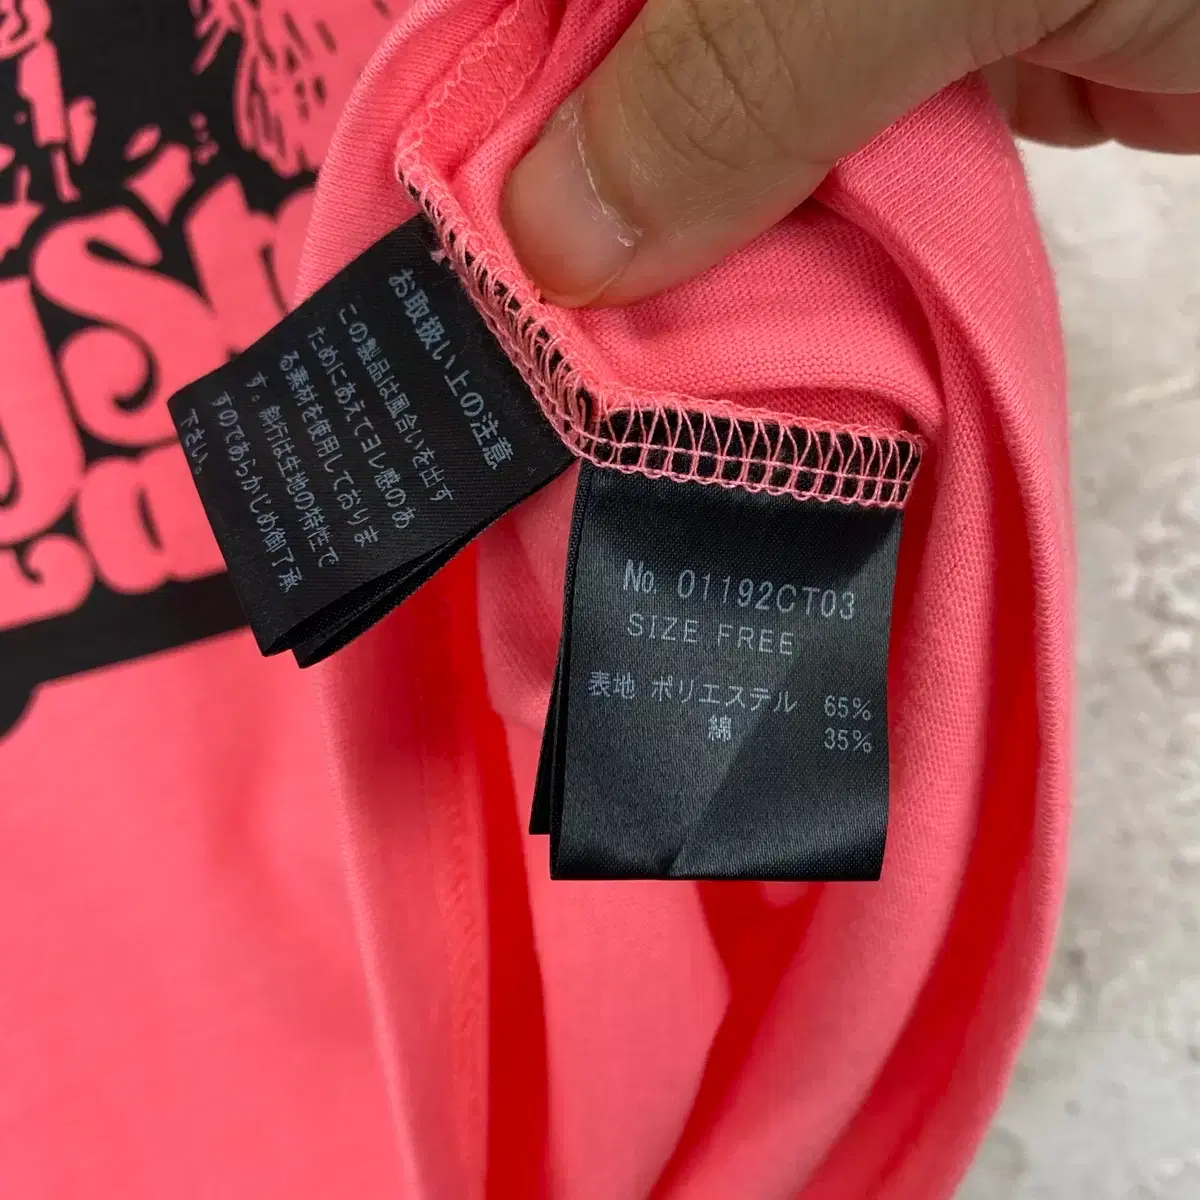 お取扱い上の注意
この製品は風合いを出す
ためにあえてヨレ感のあ
る素材を使用しておりま
す：斜行は生地の特性で
すのであらかじめ御了承
下さい。
No. 01192CT03
SIZE FREE
表地 ポリエステル 65%
綿 35%